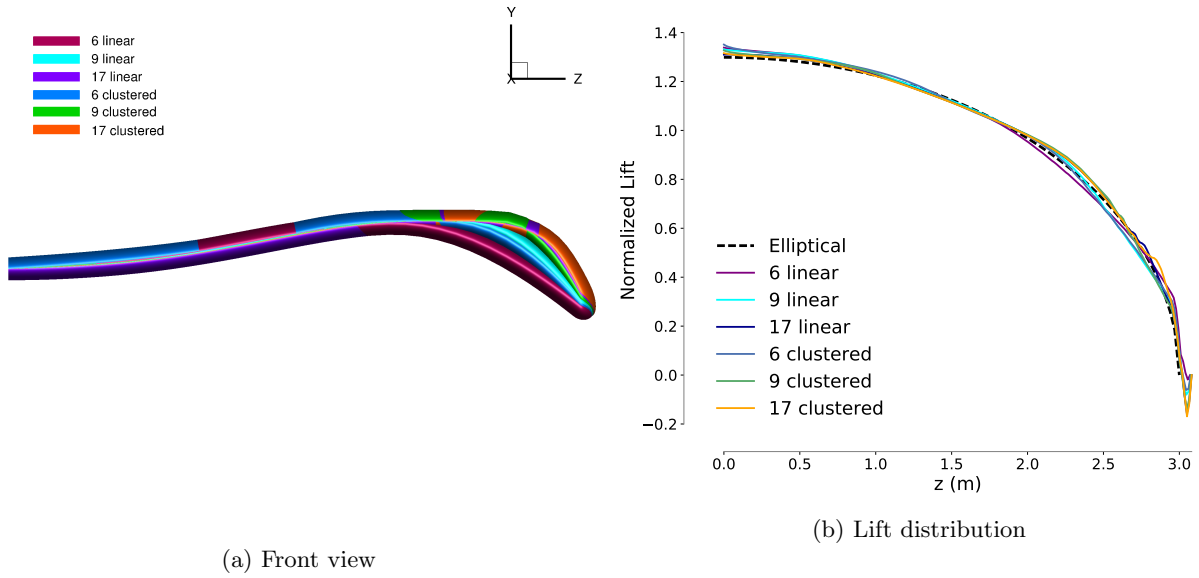 6 linear
9 linear
17 linear
6 clustered
9 clustered
17 clustered
Y
X
Z
(a) Front view
Normalized Lift
1.4
1.2
1.0
0.8
0.6
0.4
0.2
0.0
−0.2
Elliptical
6 linear
9 linear
17 linear
6 clustered
9 clustered
17 clustered
0.0 0.5 1.0 1.5 2.0 2.5 3.0
z (m)
(b) Lift distribution